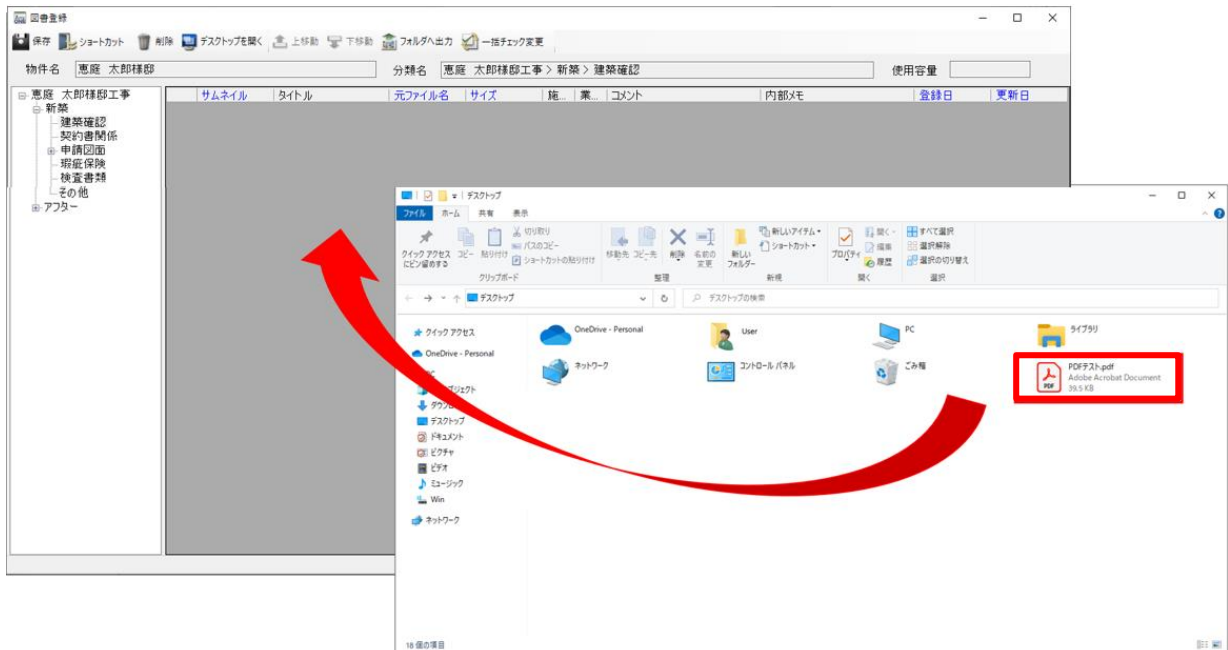 図書登録
保存 ショートカット 削除 デスクトップを開く 上移動 下移動 フォルダへ出力 一括チェック変更
物件名 恵庭 太郎様邸 分類名 恵庭 太郎様邸工事 > 新築 > 建築確認 使用容量
恵庭 太郎様邸工事
新築
建築確認
契約書関係
申請図面
瑕疵保険
検査書類
その他
アフター
サムネイル タイトル 元ファイル名 サイズ 施... 業... コメント 内部メモ 登録日 更新日
デスクトップ
ファイル ホーム 共有 表示
クイック アクセスにピン留めする
コピー
貼り付け
切り取り
パスのコピー
ショートカットの貼り付け
移動先 コピー先 削除 名前の変更
新しいフォルダー
新しいアイテム
ショートカット
プロパティ
開く
編集
履歴
すべて選択
選択解除
選択の切り替え
クリップボード 整理 新規 開く 選択
デスクトップ デスクトップの検索
クイック アクセス
OneDrive - Personal
PC
ダウンロ
デスクトップ
ドキュメント
ピクチャ
ビデオ
ミュージック
Win
ネットワーク
OneDrive - Personal User PC ライブラリ
ネットワーク コントロール パネル ごみ箱
PDF
PDFテスト.pdf
Adobe Acrobat Document
39.5 KB
18 個の項目